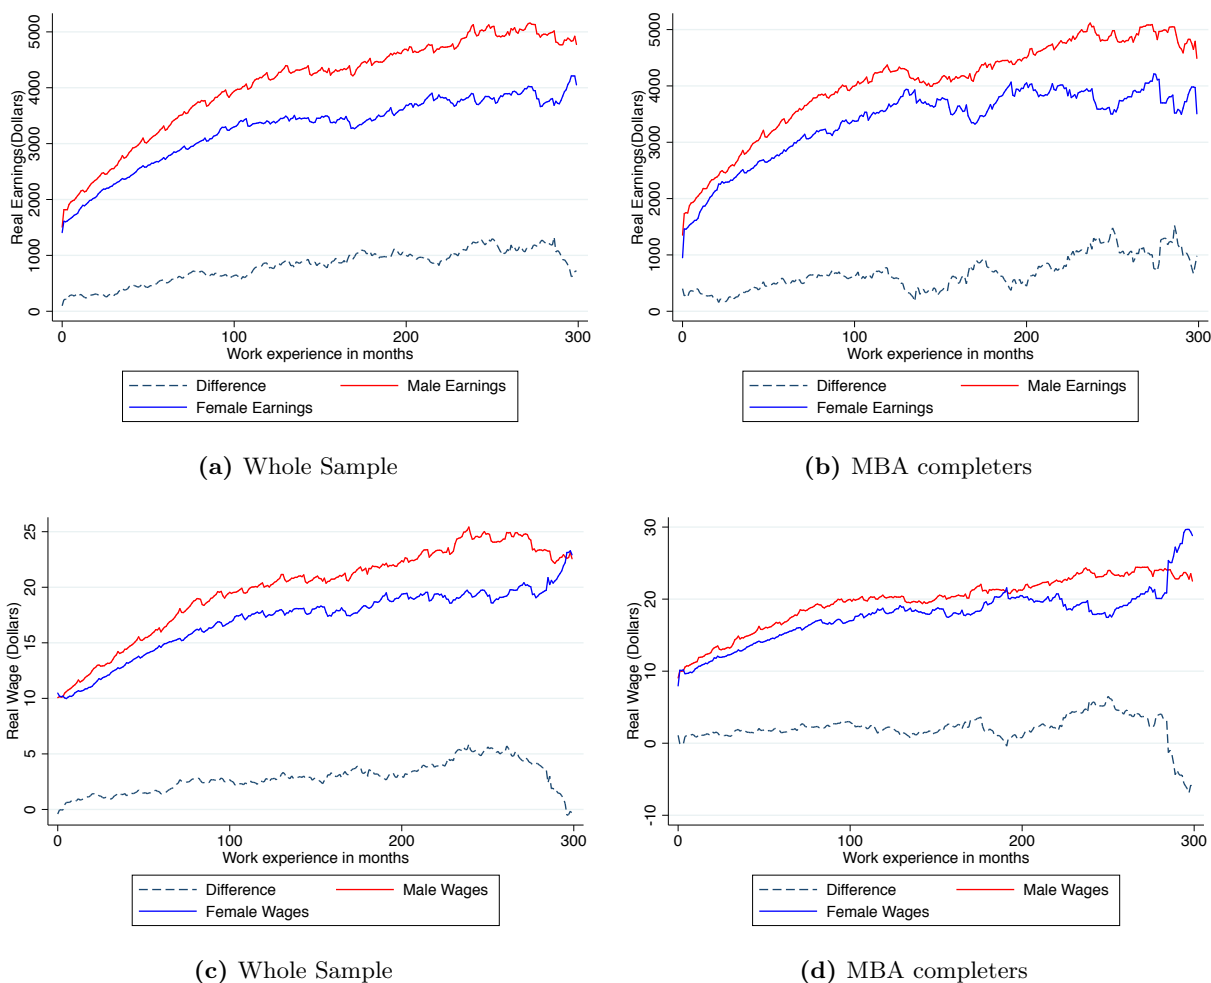 Real Earnings(Dollars)
0 1000 2000 3000 4000 5000
0 100 200 300
Work experience in months
Difference Male Earnings
Female Earnings
(a) Whole Sample
Real Earnings(Dollars)
0 1000 2000 3000 4000 5000
0 100 200 300
Work experience in months
Difference Male Earnings
Female Earnings
(b) MBA completers
Real Wage (Dollars)
0 5 10 15 20 25
0 100 200 300
Work experience in months
Difference Male Wages
Female Wages
(c) Whole Sample
Real Wage (Dollars)
-10 0 10 20 30
0 100 200 300
Work experience in months
Difference Male Wages
Female Wages
(d) MBA completers